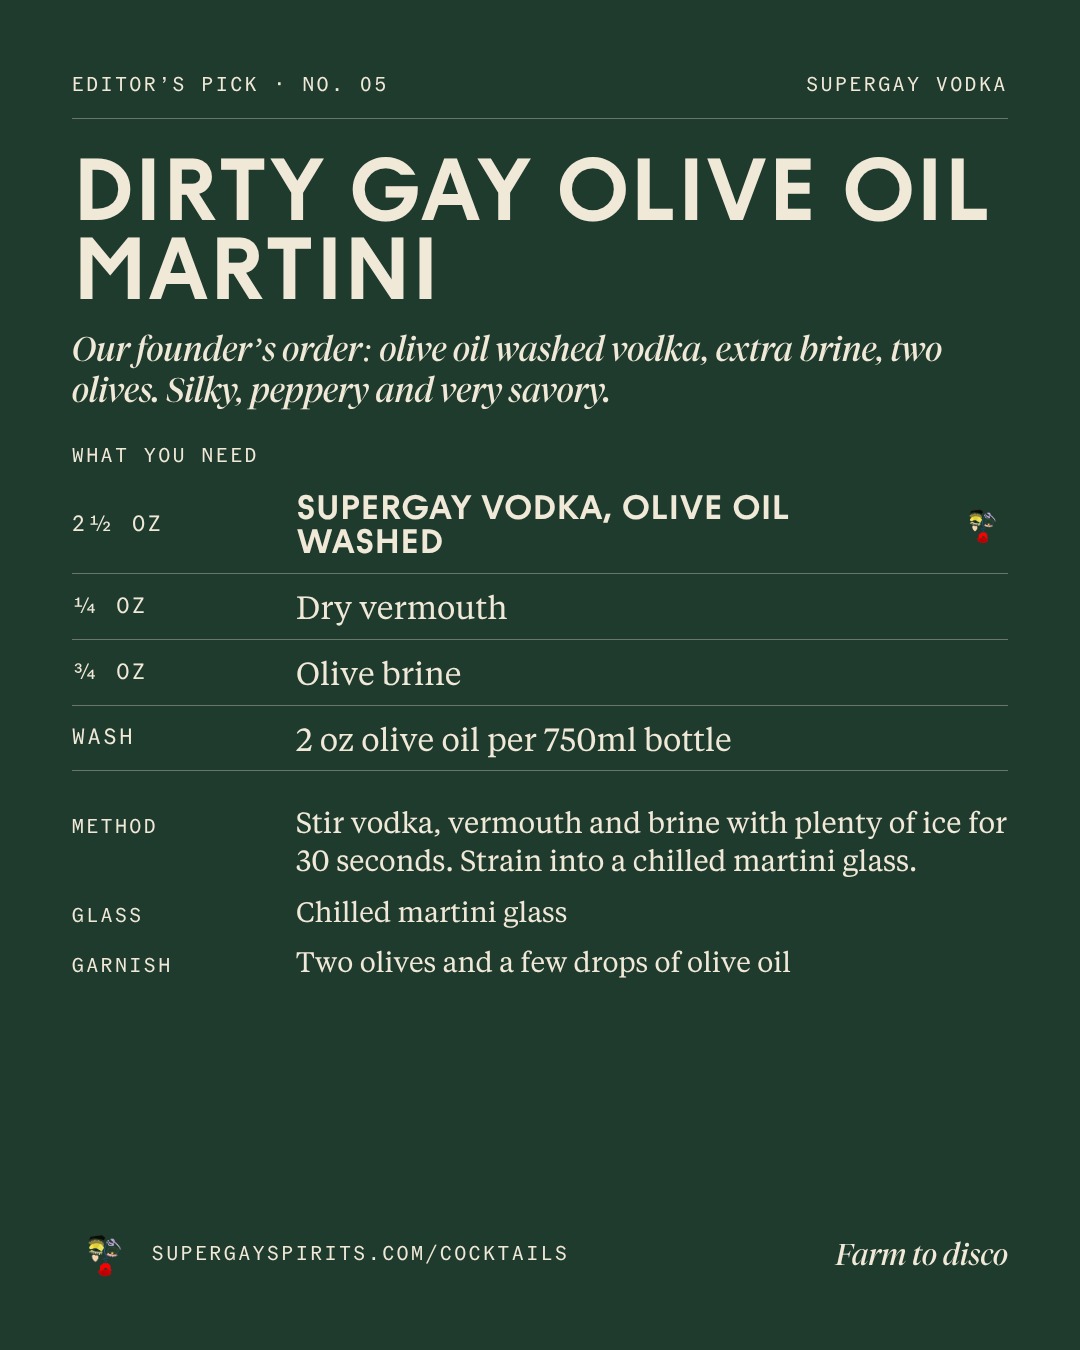 EDITOR’S PICK · NO. 05
SUPERGAY VODKA
DIRTY GAY OLIVE OIL
MARTINI
Our founder’s order: olive oil washed vodka, extra brine, two
olives. Silky, peppery and very savory.
WHAT YOU NEED
2½ OZ
SUPERGAY VODKA, OLIVE OIL
WASHED
¼ OZ
Dry vermouth
¾ OZ
Olive brine
WASH
2 oz olive oil per 750ml bottle
METHOD
Stir vodka, vermouth and brine with plenty of ice for
30 seconds. Strain into a chilled martini glass.
GLASS
Chilled martini glass
GARNISH
Two olives and a few drops of olive oil
SUPERGAYSPIRITS.COM/COCKTAILS
Farm to disco